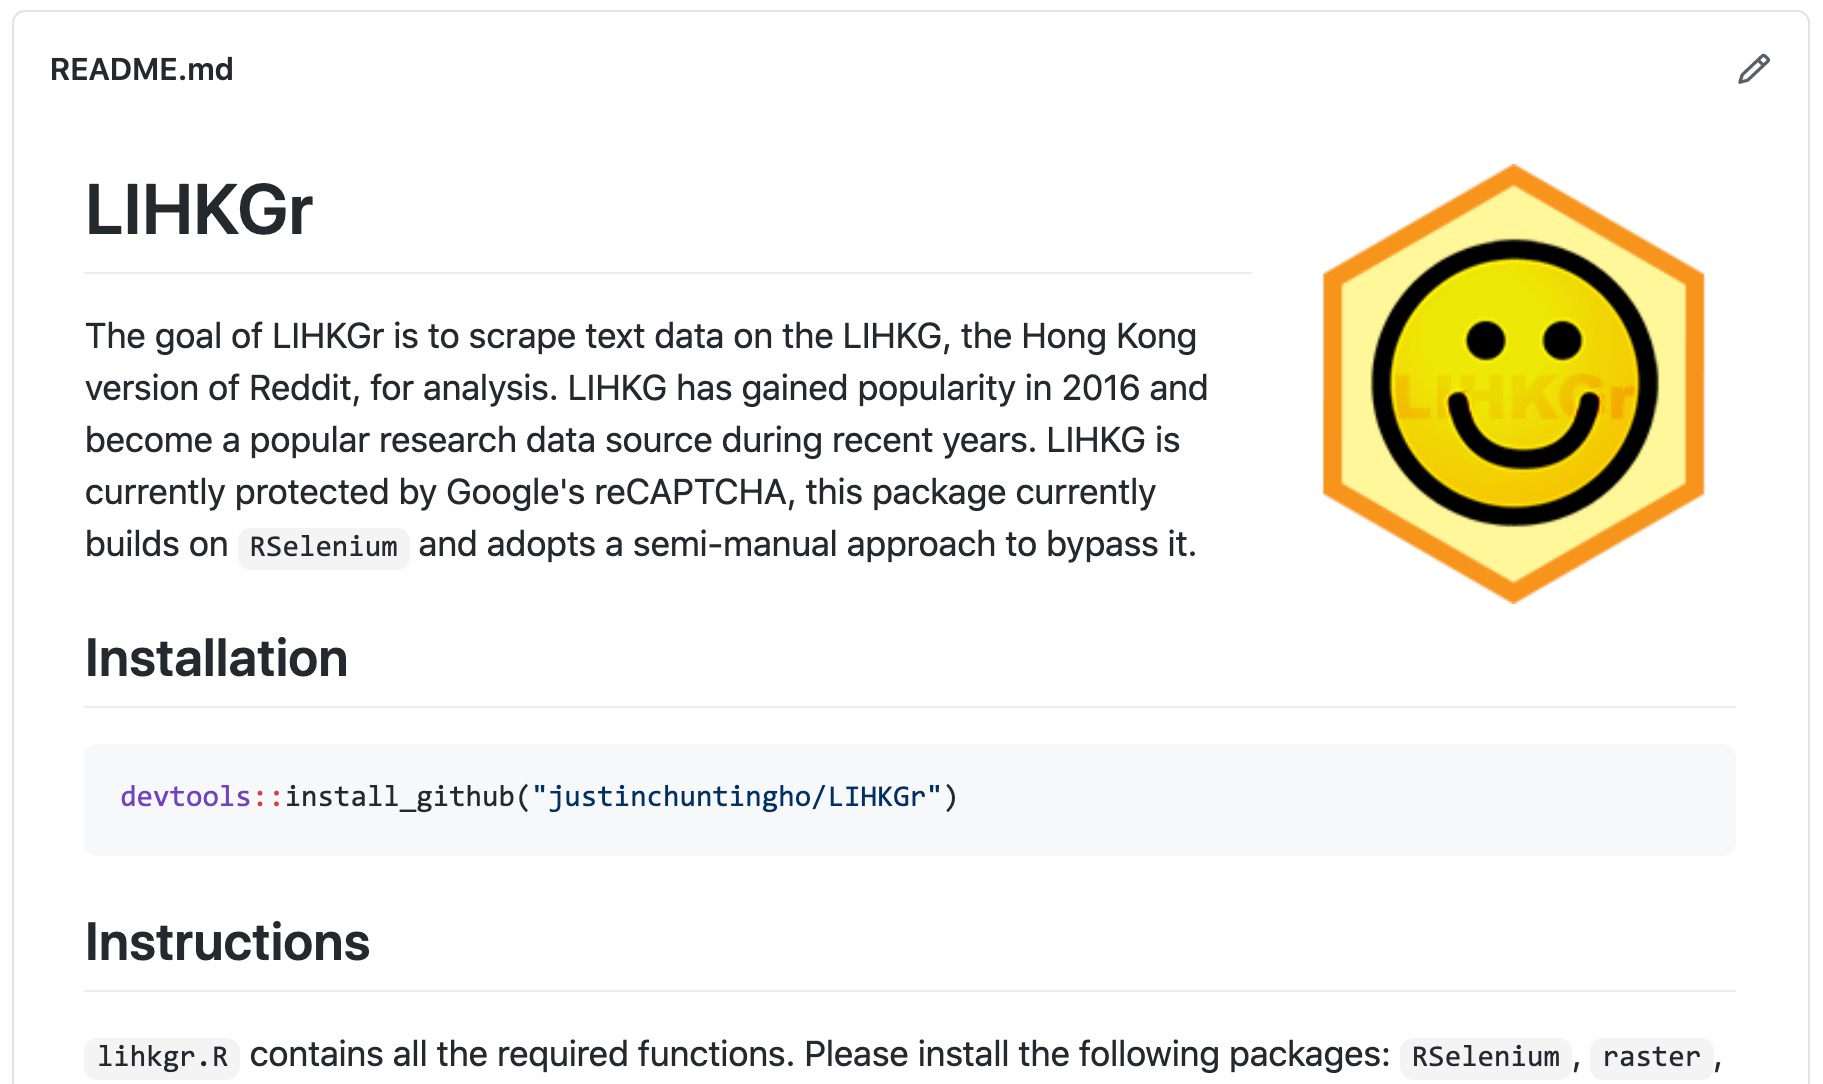 README.md
LIHKGr
The goal of LIHKGr is to scrape text data on the LIHKG, the Hong Kong
version of Reddit, for analysis. LIHKG has gained popularity in 2016 and
become a popular research data source during recent years. LIHKG is
currently protected by Google's reCAPTCHA, this package currently
builds on RSelenium and adopts a semi-manual approach to bypass it.
LIHKGr
Installation
devtools::install_github("justinchuntingho/LIHKGr")
Instructions
lihkgr.R contains all the required functions. Please install the following packages: RSelenium, raster,